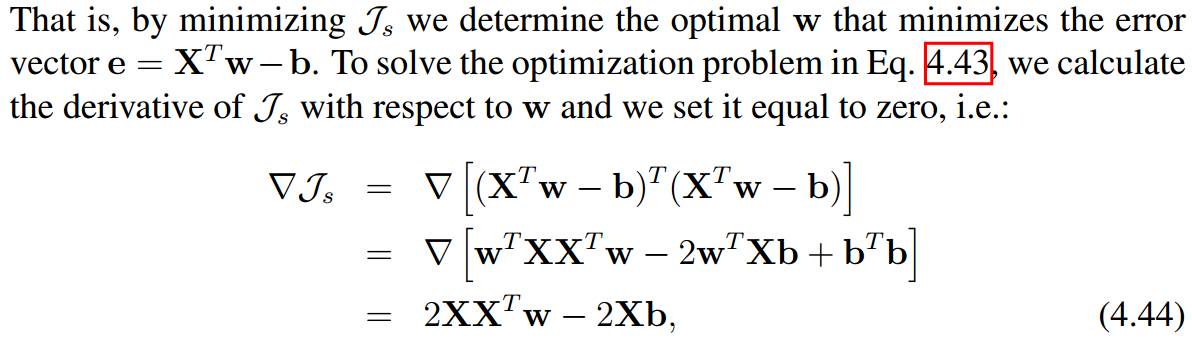 That is, by minimizing 𝒥ₛ we determine the optimal w that minimizes the error
vector e = Xᵀw − b. To solve the optimization problem in Eq. 4.43, we calculate
the derivative of 𝒥ₛ with respect to w and we set it equal to zero, i.e.:
∇𝒥ₛ = ∇[(Xᵀw − b)ᵀ(Xᵀw − b)]
= ∇[wᵀXXᵀw − 2wᵀXb + bᵀb]
= 2XXᵀw − 2Xb, (4.44)